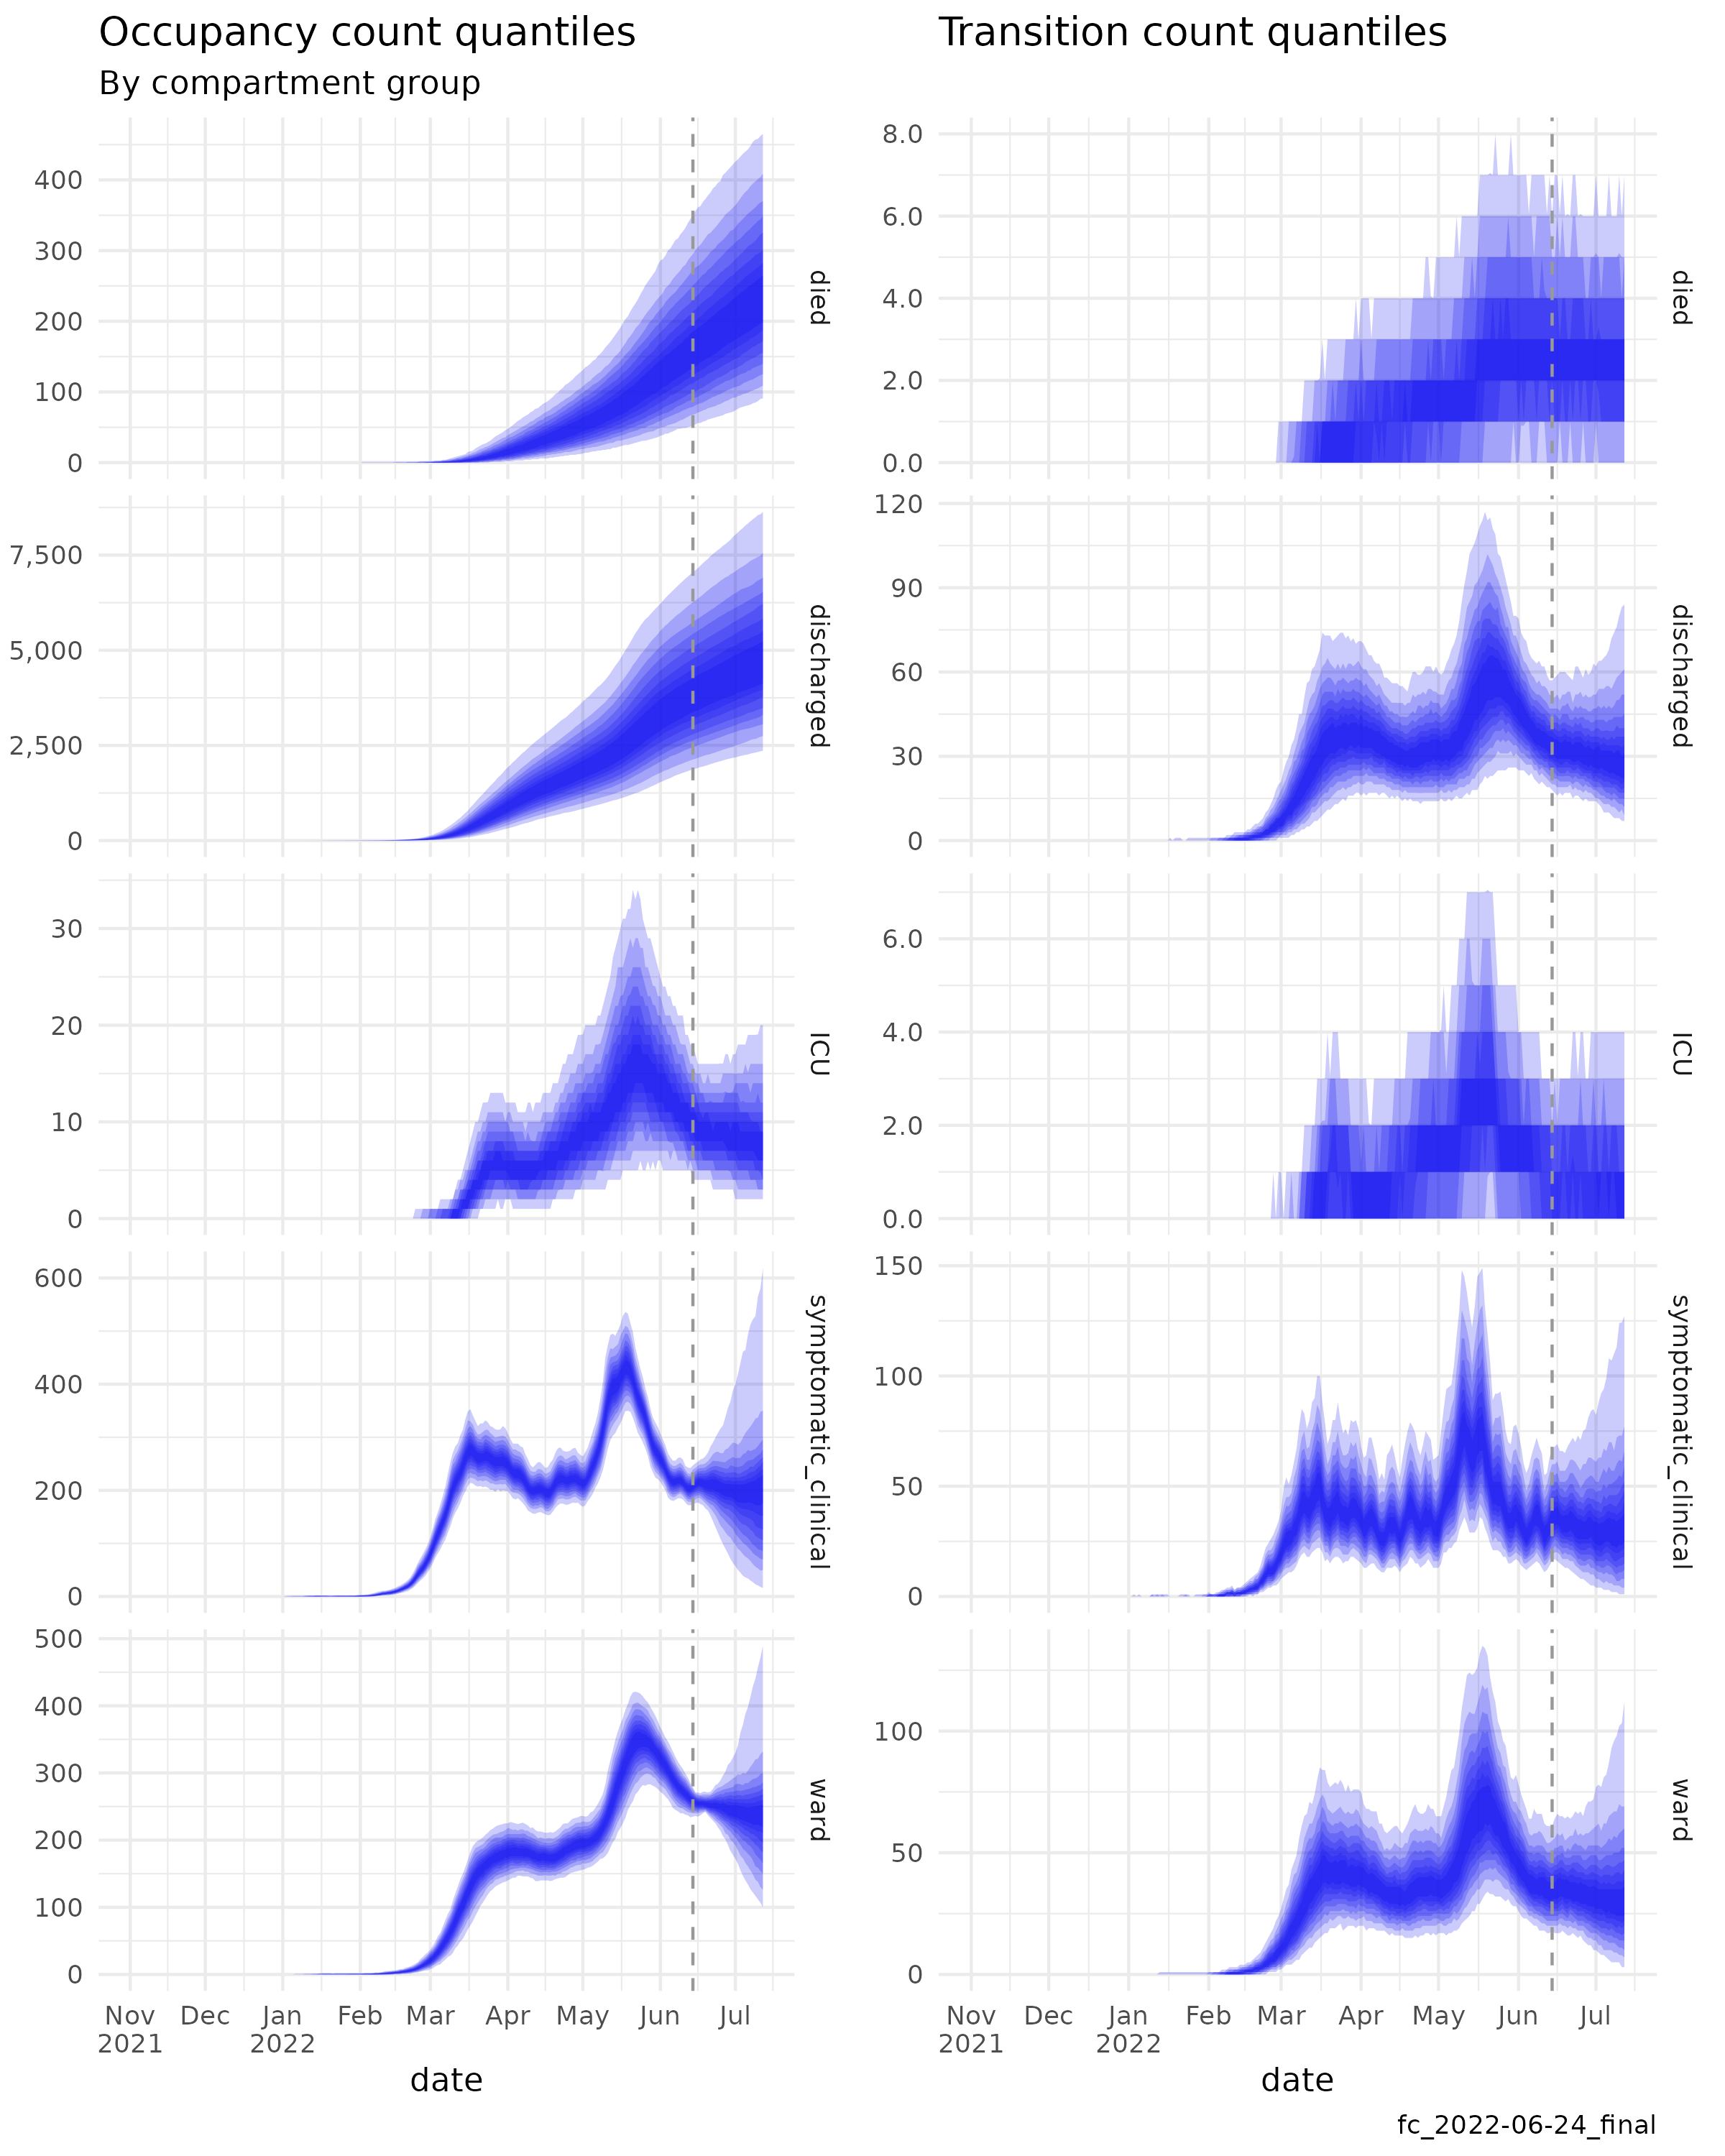 Occupancy count quantiles
By compartment group
400
300
200
100
0
died
7,500
5,000
2,500
0
discharged
30
20
10
0
ICU
600
400
200
0
symptomatic_clinical
500
400
300
200
100
0
ward
Nov Dec Jan Feb Mar Apr May Jun Jul
2021 2022
date
Transition count quantiles
8.0
6.0
4.0
2.0
0.0
died
120
90
60
30
0
discharged
6.0
4.0
2.0
0.0
ICU
150
100
50
0
symptomatic_clinical
100
50
0
ward
Nov Dec Jan Feb Mar Apr May Jun Jul
2021 2022
date
fc_2022-06-24_final